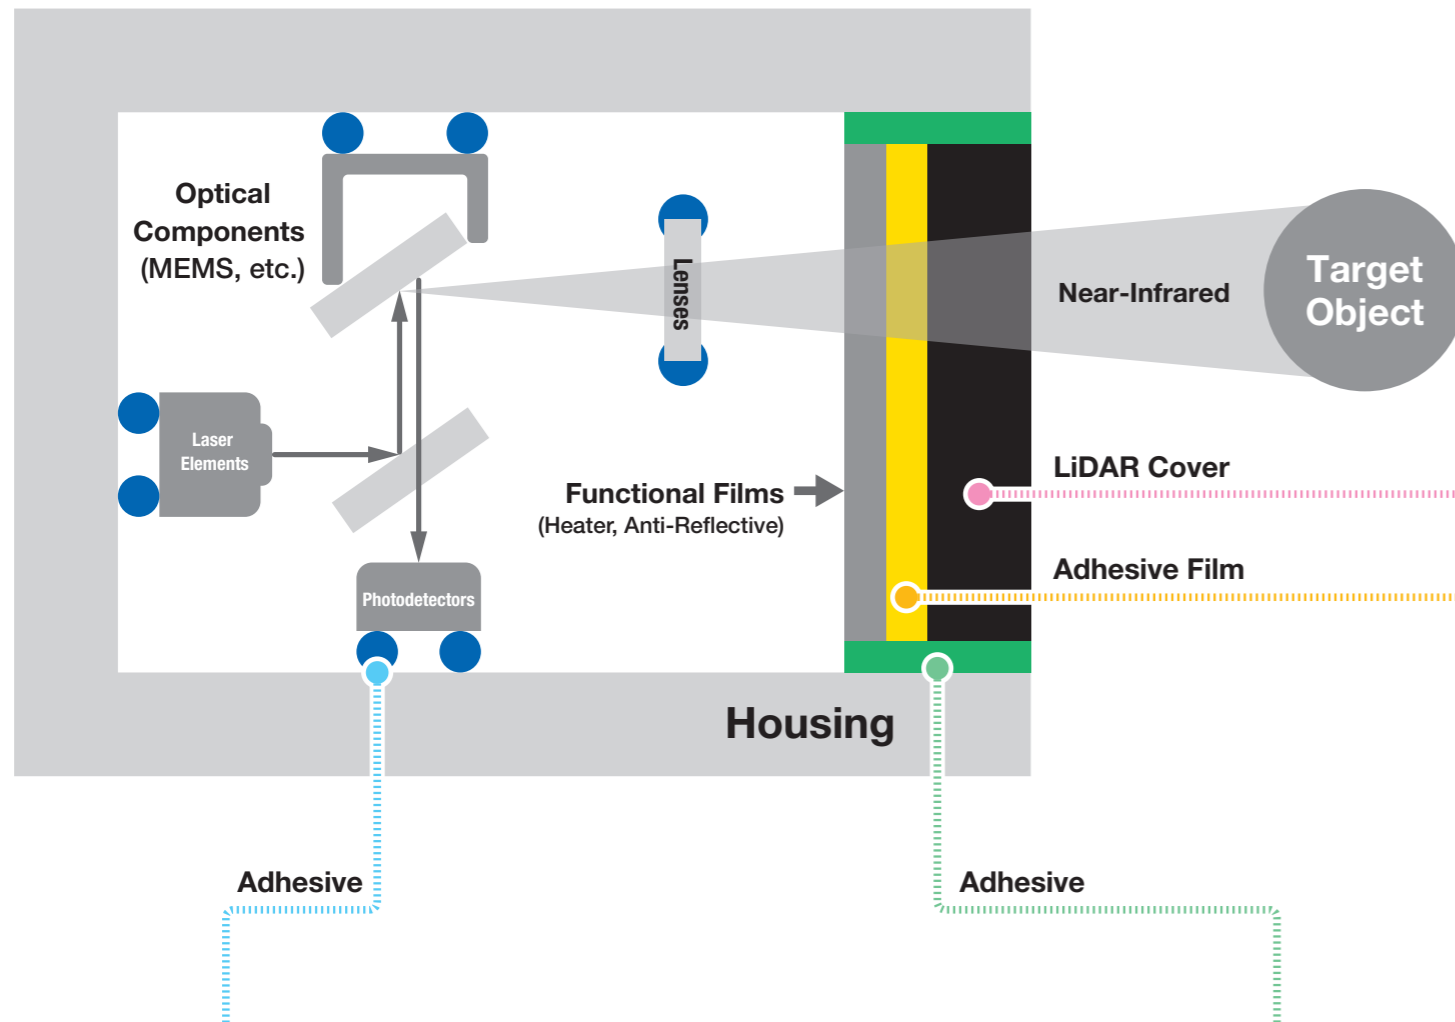 Optical
Components
(MEMS, etc.)
Lenses
Near-Infrared
Target
Object
Laser
Elements
Functional Films
(Heater, Anti-Reflective)
LiDAR Cover
Adhesive Film
Photodetectors
Housing
Adhesive
Adhesive